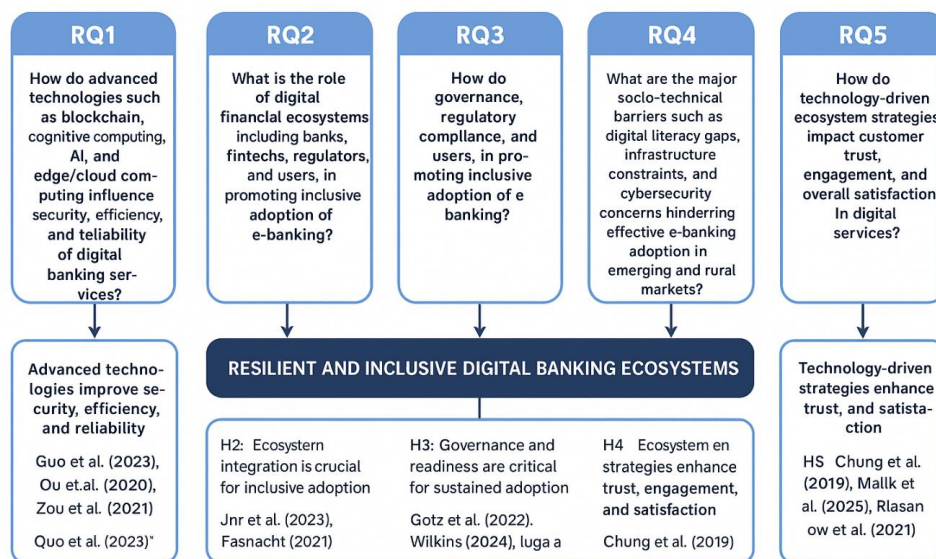 RQ1
How do advanced
technologies such
as blockchain,
cognitive computing,
AI, and
edge/cloud com-
puting influence
security, efficiency,
and reliability
of digital
banking ser-
vices?
RQ2
What is the role
of digital
financial ecosystems
including banks,
fintechs, regulators,
and users, in
promoting inclusive
adoption of
e-banking?
RQ3
How do
governance,
regulatory
compllance, and
users, in pro-
moting inclusive
adoption of e
banking?
RQ4
What are the major
soclo-technical
barriers such as
digital literacy gaps,
infrastructure
constraints, and
cybersecurity
concerns hinderring
effective e-banking
adoption in
emerging and rural
markets?
RQ5
How do
technology-driven
ecosystem strategies
impact customer
trust,
engagement, and
overall satisfaction
In digital
services?
Advanced techno-
logies improve se-
curity, efficiency,
and reliability
Guo et al. (2023),
Ou et.al. (2020),
Zou et al. (2021)
Quo et al. (2023)"
RESILIENT AND INCLUSIVE DIGITAL BANKING ECOSYSTEMS
H2: Ecosystern
integration is crucial
for inclusive adoption
Jnr et al. (2023),
Fasnacht (2021)
H3: Governance and
readiness are critical
for sustained adoption
Gotz et al. (2022).
Wilkins (2024), luga a
H4 Ecosystem en
strategies enhance
trust, engagement,
and satisfaction
Chung et al. (2019)
Technology-driven
strategies enhance
trust, and satista-
ction
HS Chung et al.
(2019), Mallk et
al. (2025), Rlasan
ow et al. (2021)